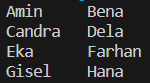 Amin Bena
Candra Dela
Eka Farhan
Gisel Hana